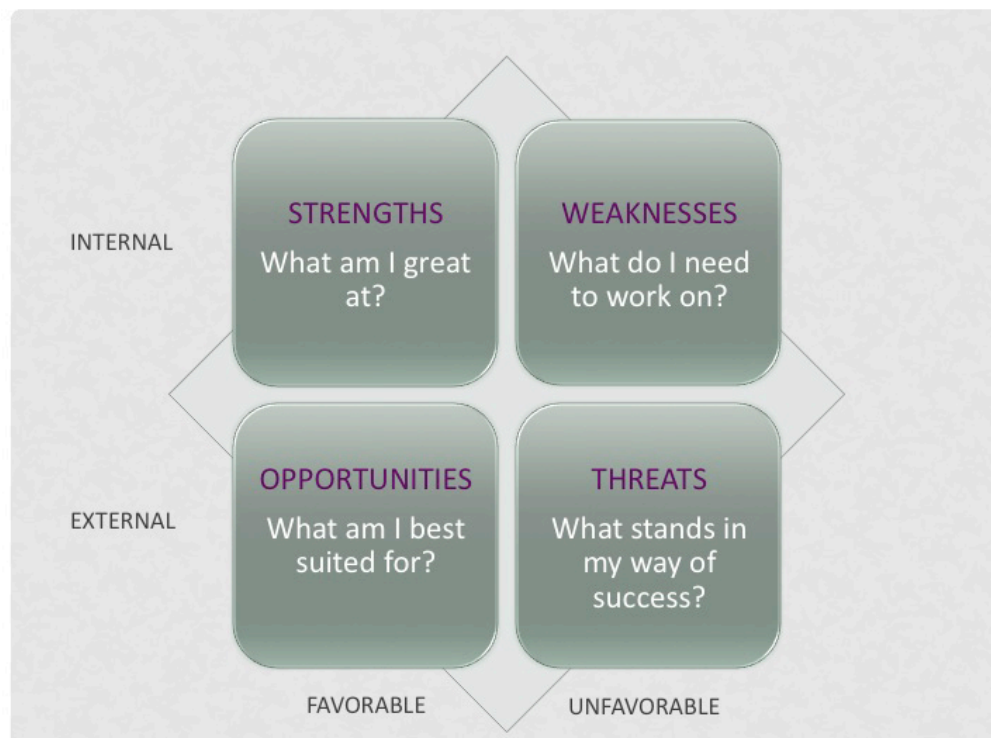 STRENGTHS
What am I great
at?
WEAKNESSES
What do I need
to work on?
INTERNAL
OPPORTUNITIES
What am I best
suited for?
THREATS
What stands in
my way of
success?
EXTERNAL
FAVORABLE
UNFAVORABLE